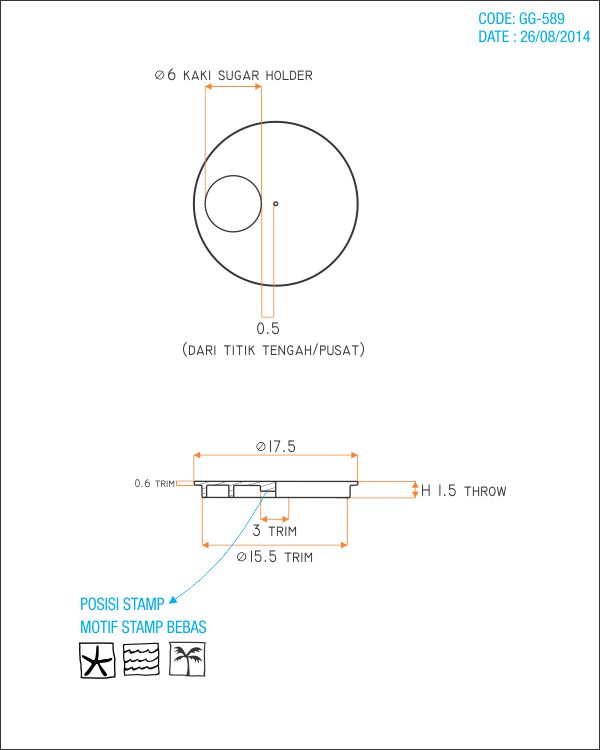 CODE: GG-589
DATE : 26/08/2014
⌀6 KAKI SUGAR HOLDER
0.5
(DARI TITIK TENGAH/PUSAT)
⌀17.5
0.6 TRIM
H 1.5 THROW
3 TRIM
⌀15.5 TRIM
POSISI STAMP
MOTIF STAMP BEBAS